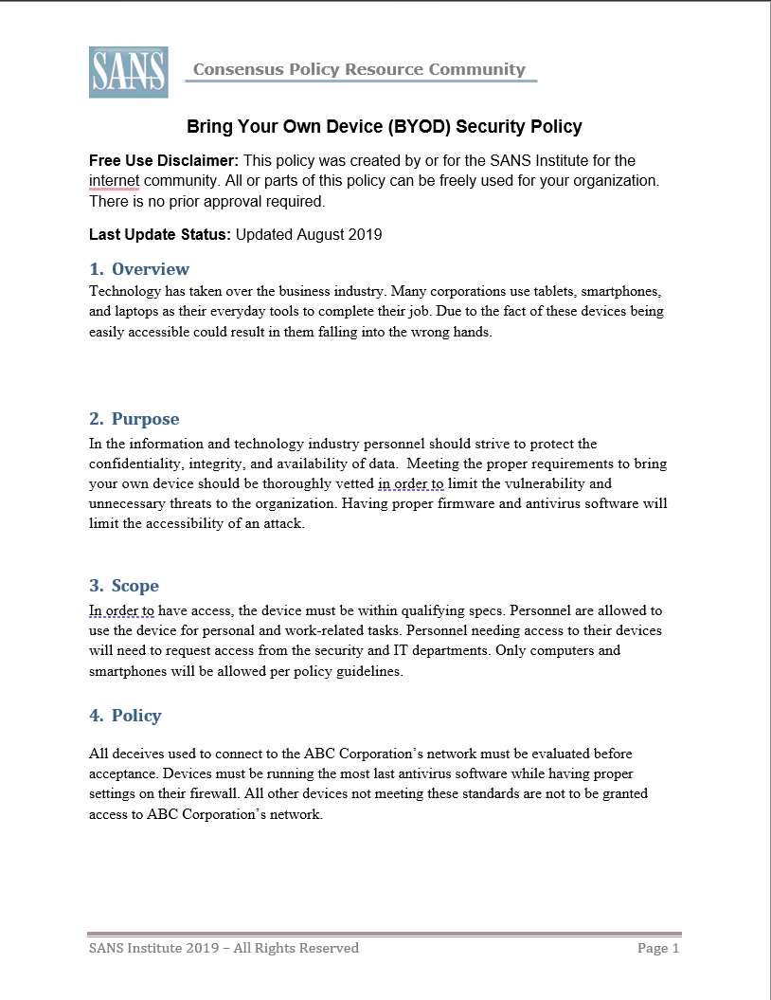 SANS
Consensus Policy Resource Community
Bring Your Own Device (BYOD) Security Policy
Free Use Disclaimer: This policy was created by or for the SANS Institute for the
internet community. All or parts of this policy can be freely used for your organization.
There is no prior approval required.
Last Update Status: Updated August 2019
1. Overview
Technology has taken over the business industry. Many corporations use tablets, smartphones,
and laptops as their everyday tools to complete their job. Due to the fact of these devices being
easily accessible could result in them falling into the wrong hands.
2. Purpose
In the information and technology industry personnel should strive to protect the
confidentiality, integrity, and availability of data.  Meeting the proper requirements to bring
your own device should be thoroughly vetted in order to limit the vulnerability and
unnecessary threats to the organization. Having proper firmware and antivirus software will
limit the accessibility of an attack.
3. Scope
In order to have access, the device must be within qualifying specs. Personnel are allowed to
use the device for personal and work-related tasks. Personnel needing access to their devices
will need to request access from the security and IT departments. Only computers and
smartphones will be allowed per policy guidelines.
4. Policy
All deceives used to connect to the ABC Corporation’s network must be evaluated before
acceptance. Devices must be running the most last antivirus software while having proper
settings on their firewall. All other devices not meeting these standards are not to be granted
access to ABC Corporation’s network.
SANS Institute 2019 – All Rights Reserved
Page 1